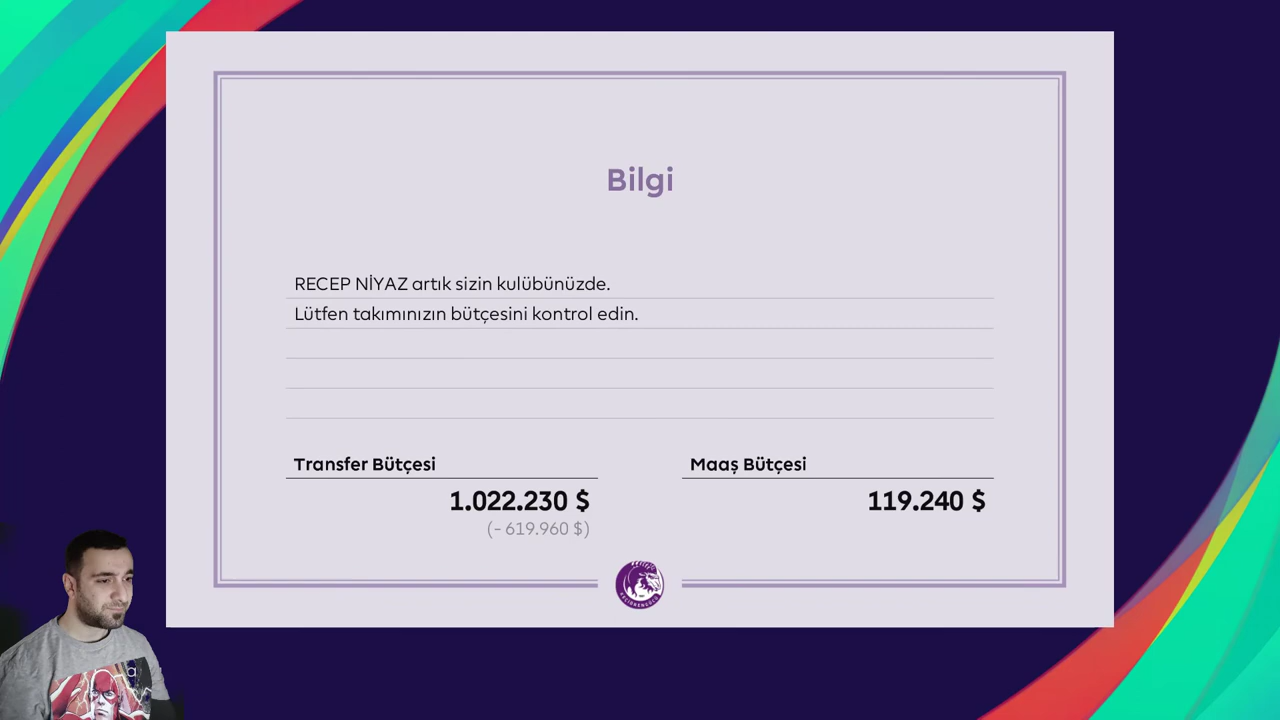 Bilgi
RECEP NİYAZ artık sizin kulübünüzde.
Lütfen takımınızın bütçesini kontrol edin.
Transfer Bütçesi
Maaş Bütçesi
1.022.230 $
119.240 $
(- 619.960 $)